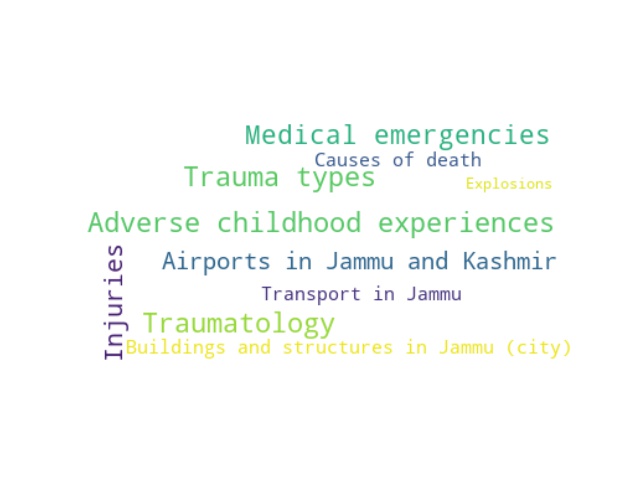 Medical emergencies
Causes of death
Trauma types
Explosions
Adverse childhood experiences
Injuries
Airports in Jammu and Kashmir
Transport in Jammu
Traumatology
Buildings and structures in Jammu (city)